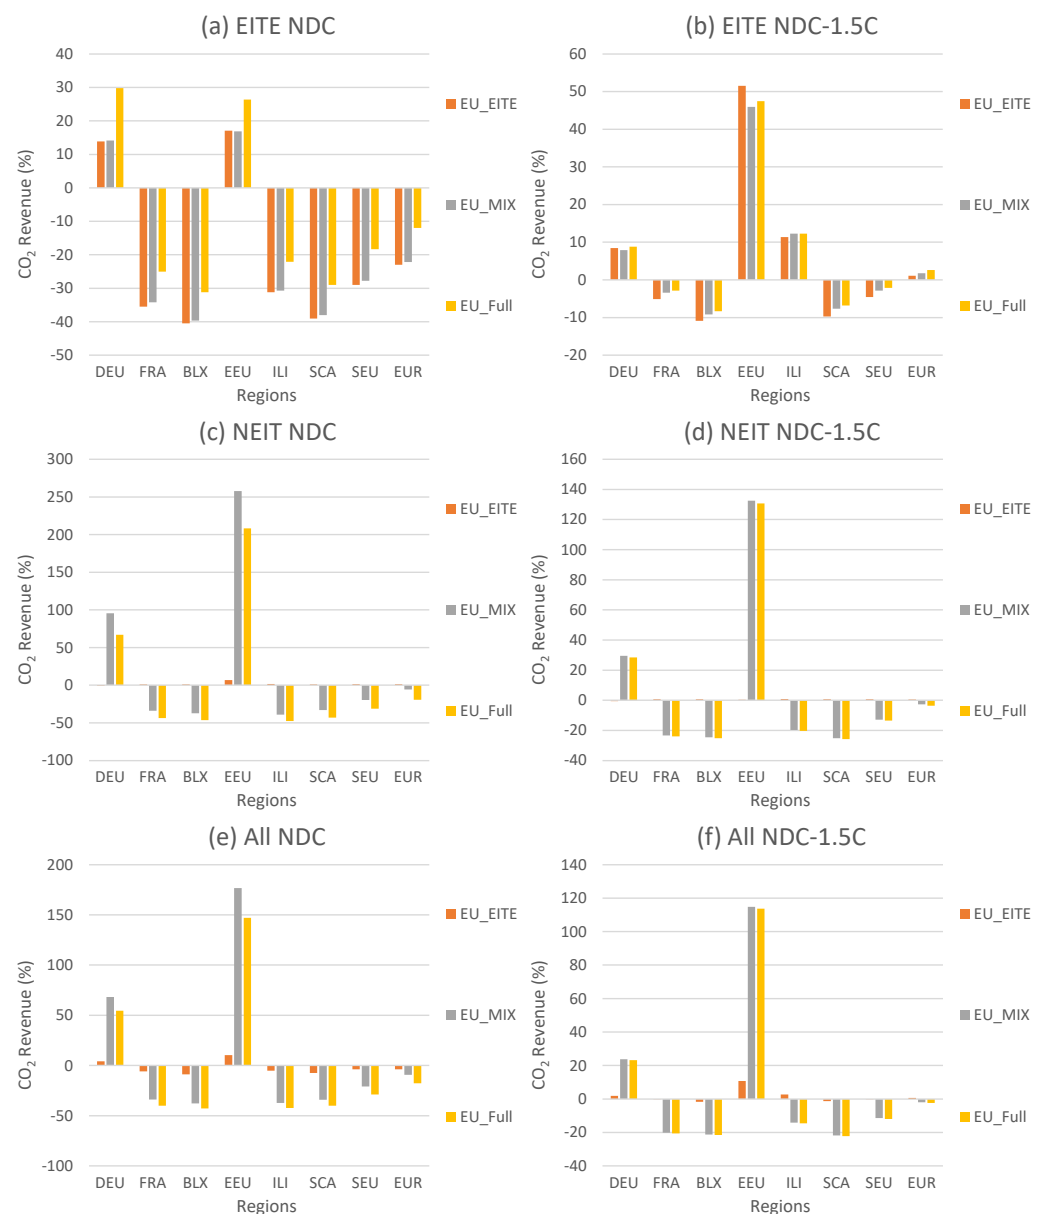 (a) EITE NDC
40
30
20
10
0
-10
-20
-30
-40
-50
CO₂ Revenue (%)
DEU FRA BLX EEU ILI SCA SEU EUR
Regions
EU_EITE
EU_MIX
EU_Full
(b) EITE NDC-1.5C
60
50
40
30
20
10
0
-10
-20
CO₂ Revenue (%)
DEU FRA BLX EEU ILI SCA SEU EUR
Regions
EU_EITE
EU_MIX
EU_Full
(c) NEIT NDC
300
250
200
150
100
50
0
-50
-100
CO₂ Revenue (%)
DEU FRA BLX EEU ILI SCA SEU EUR
Regions
EU_EITE
EU_MIX
EU_Full
(d) NEIT NDC-1.5C
160
140
120
100
80
60
40
20
0
-20
-40
CO₂ Revenue (%)
DEU FRA BLX EEU ILI SCA SEU EUR
Regions
EU_EITE
EU_MIX
EU_Full
(e) All NDC
200
150
100
50
0
-50
-100
CO₂ Revenue (%)
DEU FRA BLX EEU ILI SCA SEU EUR
Regions
EU_EITE
EU_MIX
EU_Full
(f) All NDC-1.5C
140
120
100
80
60
40
20
0
-20
-40
CO₂ Revenue (%)
DEU FRA BLX EEU ILI SCA SEU EUR
Regions
EU_EITE
EU_MIX
EU_Full